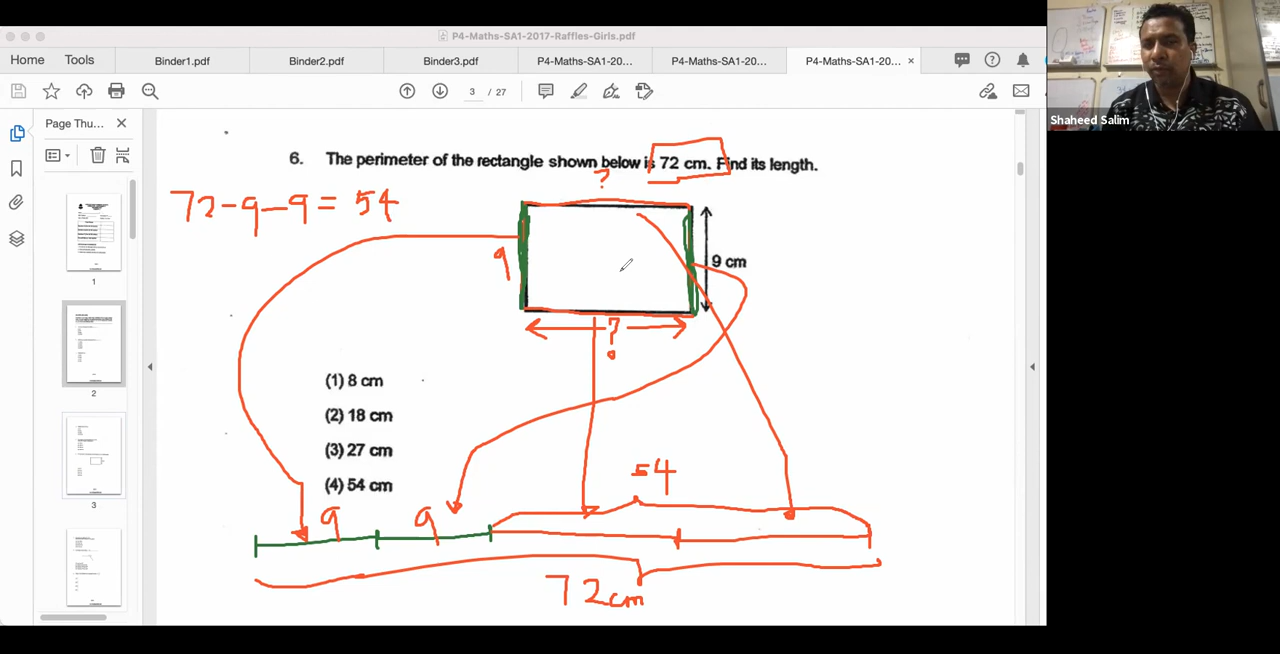 P4-Maths-SA1-2017-Raffles-Girls.pdf
Home Tools Binder1.pdf Binder2.pdf Binder3.pdf P4-Maths-SA1-20... P4-Maths-SA1-20... P4-Maths-SA1-20... ×
3 / 27
Page Thu...
1
2
3
6. The perimeter of the rectangle shown below is 72 cm. Find its length.
?
72-9-9 = 54
9
9 cm
?
(1) 8 cm
(2) 18 cm
(3) 27 cm
(4) 54 cm
54
9 9
72cm
Shaheed Salim